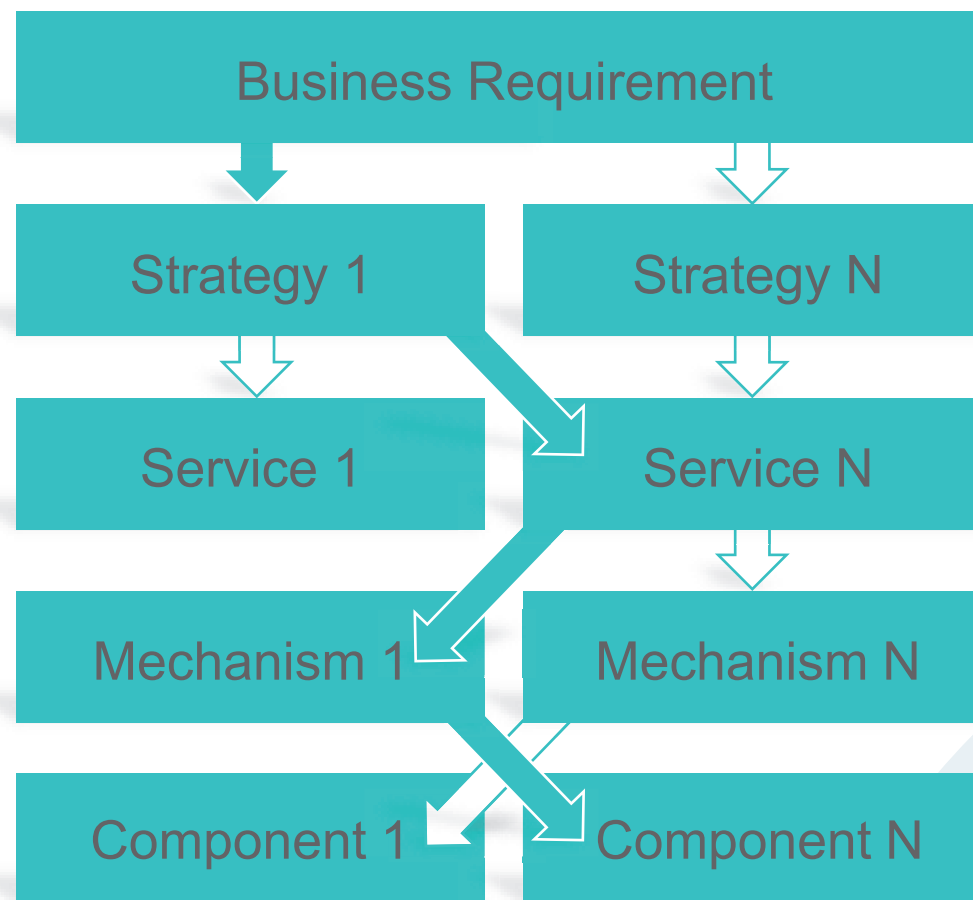 Business Requirement
Strategy 1
Strategy N
Service 1
Service N
Mechanism 1
Mechanism N
Component 1
Component N